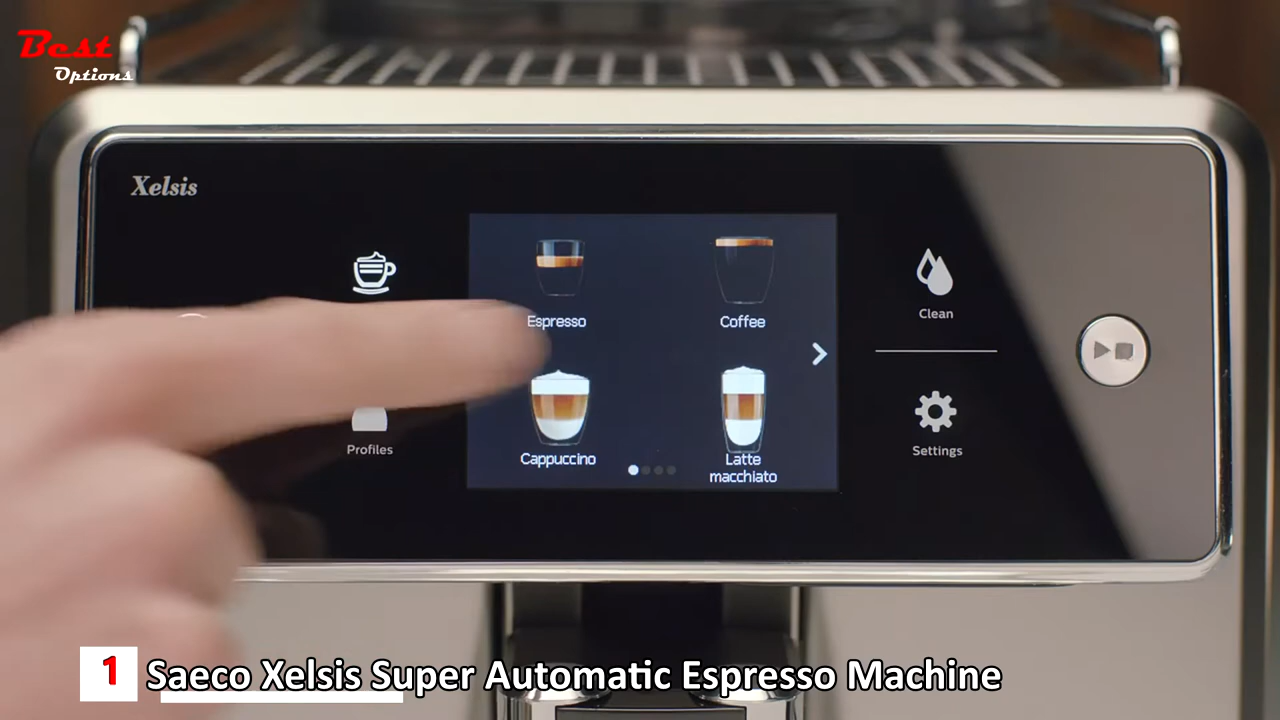 Best
Options
Xelsis
Espresso
Coffee
Clean
Profiles
Cappuccino
Latte
macchiato
Settings
1 Saeco Xelsis Super Automatic Espresso Machine